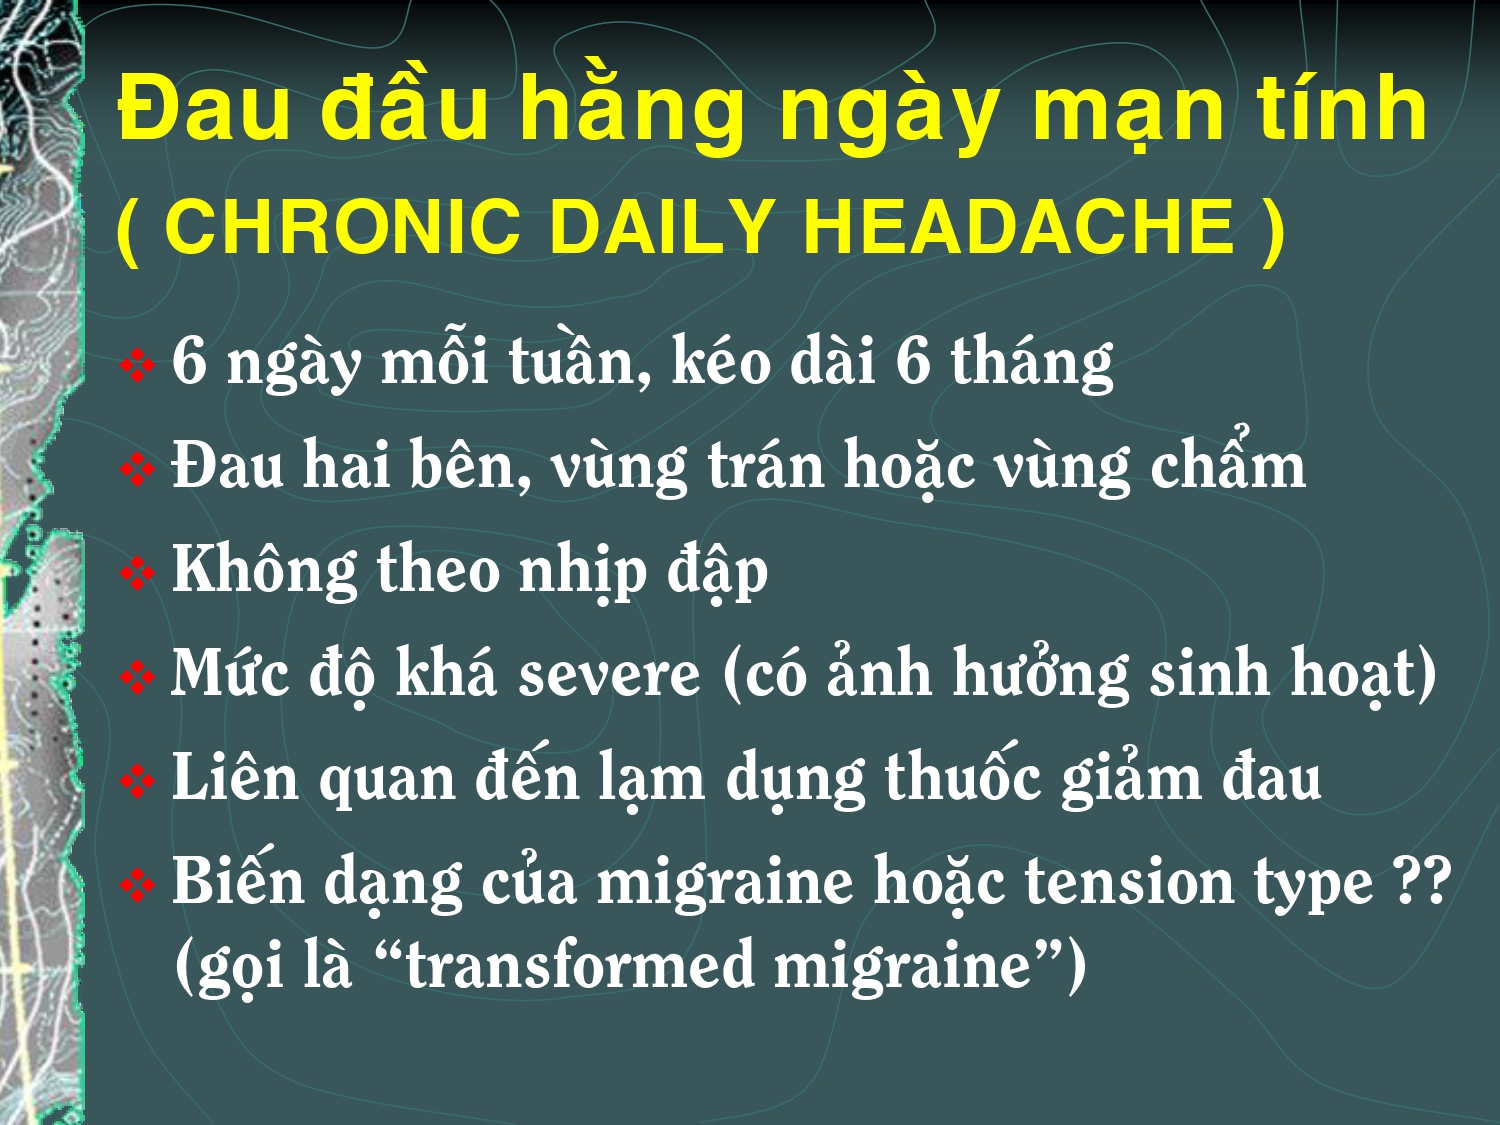 Đau đầu hằng ngày mạn tính
( CHRONIC DAILY HEADACHE )
6 ngày mỗi tuần, kéo dài 6 tháng
Đau hai bên, vùng trán hoặc vùng chẩm
Không theo nhịp đập
Mức độ khá severe (có ảnh hưởng sinh hoạt)
Liên quan đến lạm dụng thuốc giảm đau
Biến dạng của migraine hoặc tension type ??
(gọi là “transformed migraine”)